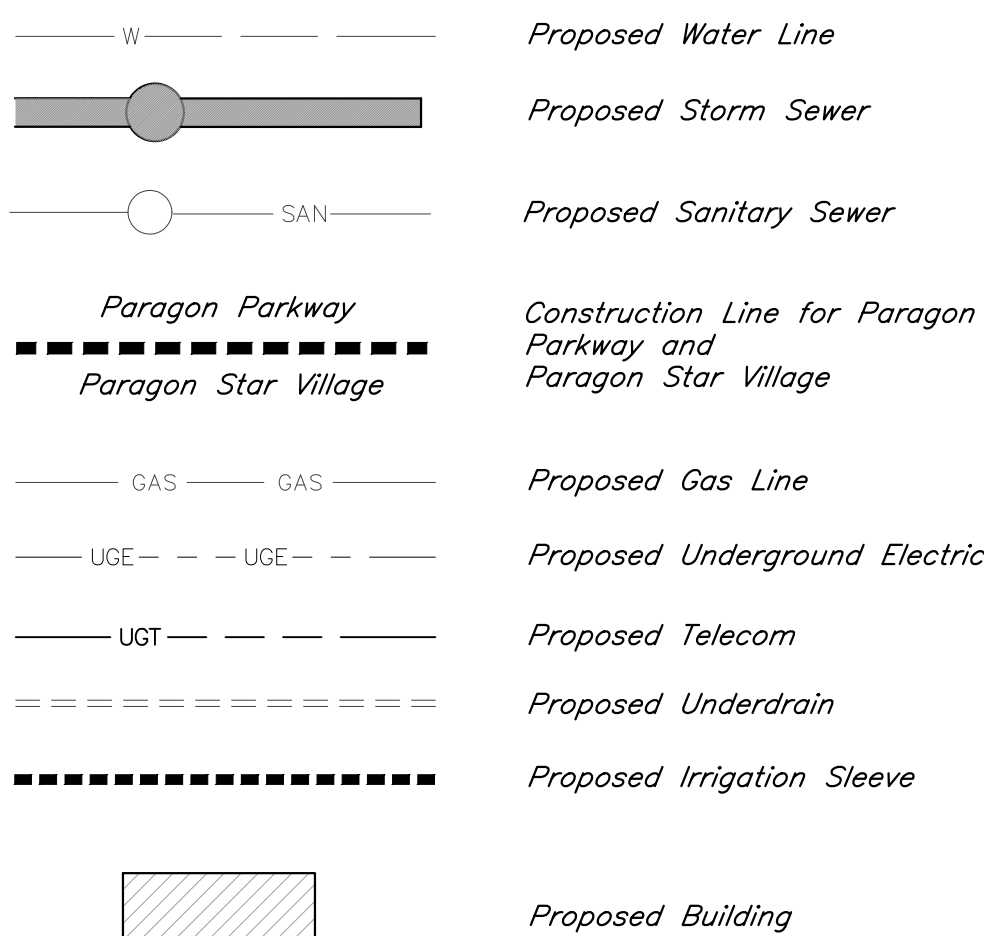 W
Proposed Water Line
Proposed Storm Sewer
SAN
Proposed Sanitary Sewer
Paragon Parkway
Paragon Star Village
Construction Line for Paragon
Parkway and
Paragon Star Village
GAS GAS
Proposed Gas Line
UGE UGE
Proposed Underground Electric
UGT
Proposed Telecom
Proposed Underdrain
Proposed Irrigation Sleeve
Proposed Building